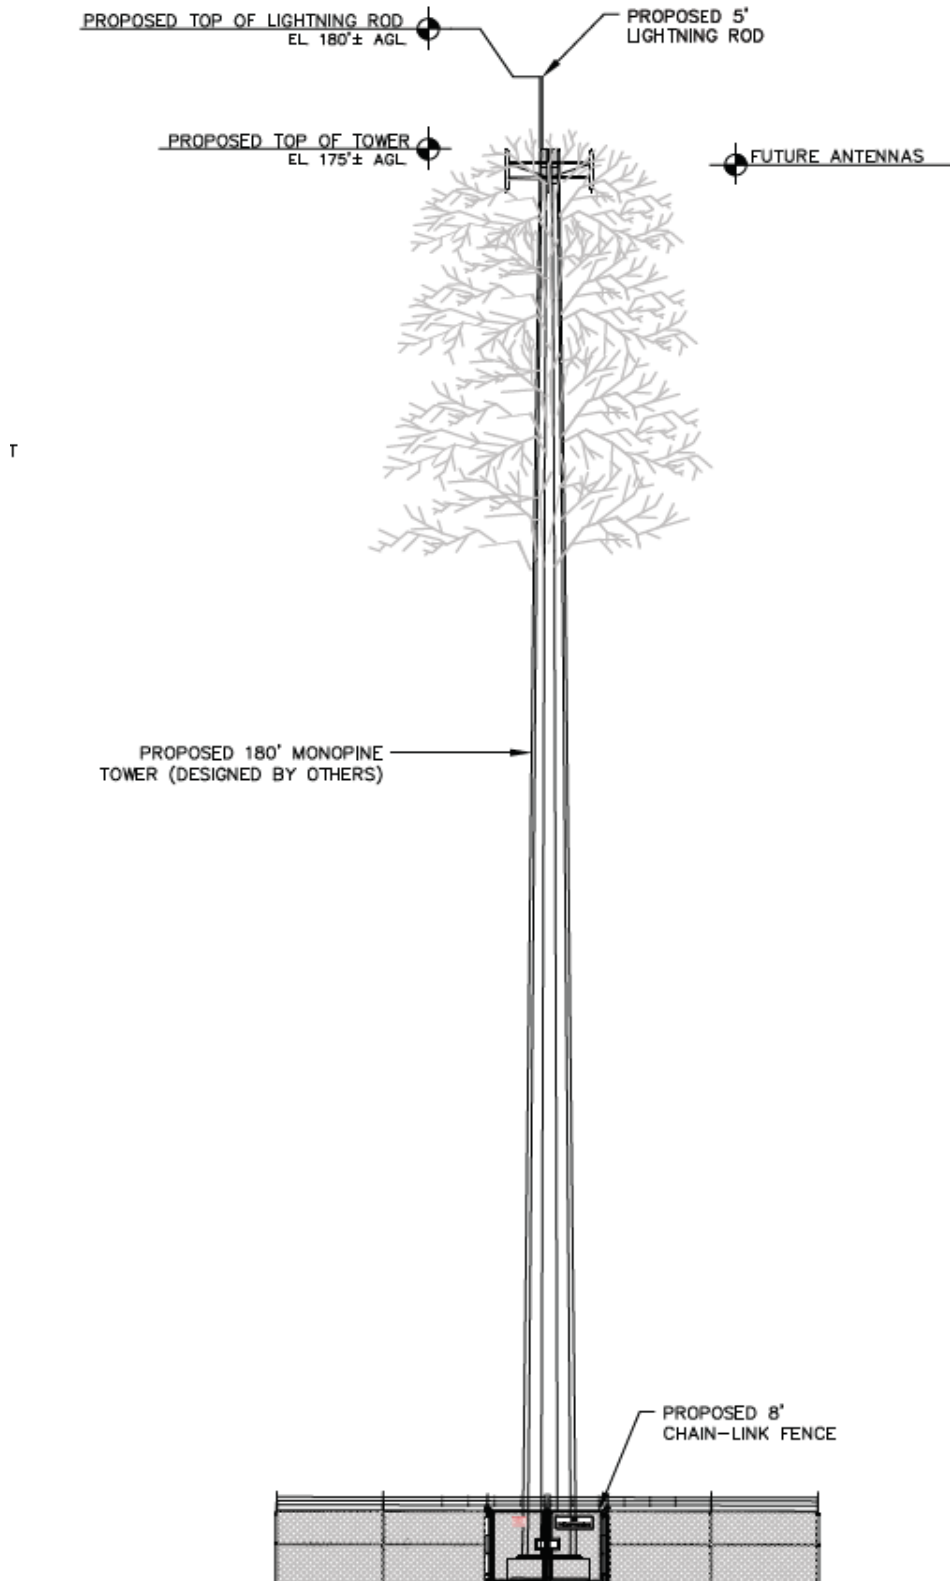 PROPOSED TOP OF LIGHTNING ROD
EL 180'± AGL
PROPOSED 5'
LIGHTNING ROD
PROPOSED TOP OF TOWER
EL 175'± AGL
FUTURE ANTENNAS
T
PROPOSED 180' MONOPINE
TOWER (DESIGNED BY OTHERS)
PROPOSED 8'
CHAIN-LINK FENCE